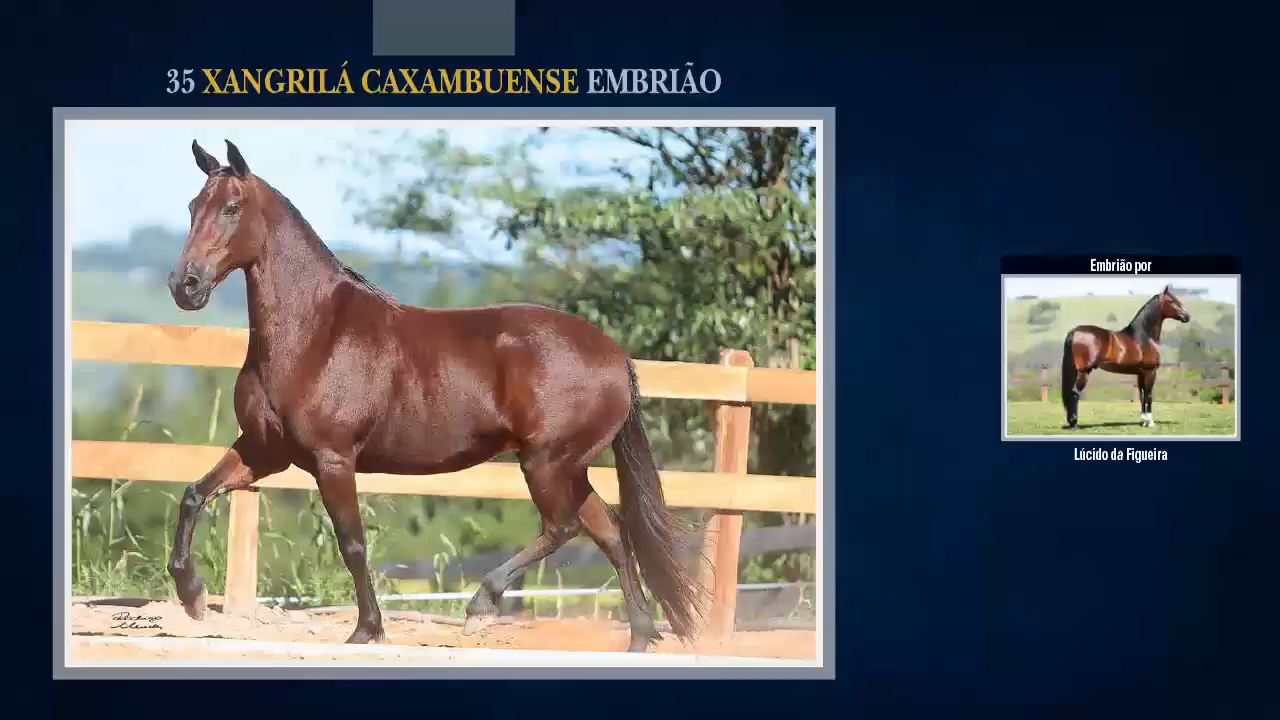 35 XANGRILÁ CAXAMBUENSE EMBRIÃO
Embrião por
Lúcido da Figueira